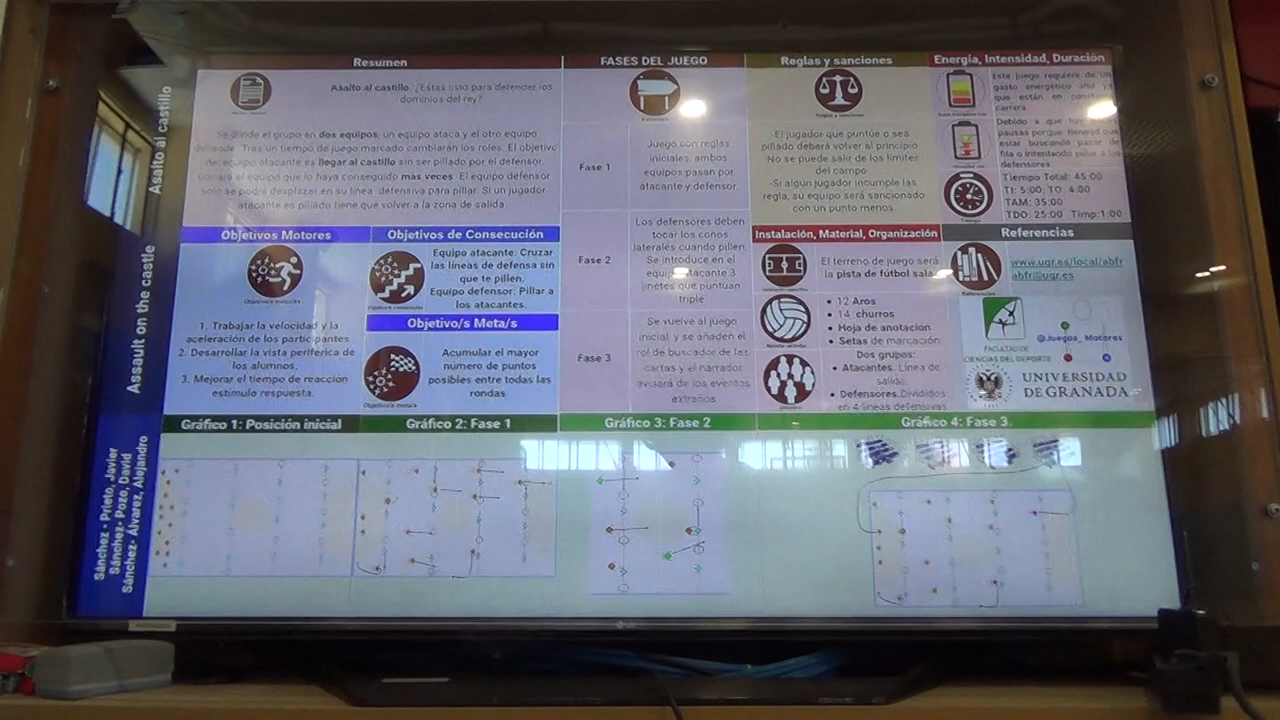 Asalto al castillo
Assault on the castle
Sánchez - Prieto, Javier
Sánchez- Pozo, David
Sánchez- Álvarez, Alejandro
Resumen
Asalto al castillo, ¿Estás listo para defender los
dominios del rey?
Se divide el grupo en dos equipos, un equipo ataca y el otro equipo
defiende. Tras un tiempo de juego marcado cambiarán los roles. El objetivo
del equipo atacante es llegar al castillo sin ser pillado por el defensor.
Ganará el equipo que lo haya conseguido más veces. El equipo defensor
solo se podrá desplazar en su línea defensiva para pillar. Si un jugador
atacante es pillado tiene que volver a la zona de salida.
Objetivos Motores
Objetivo/s motor/es
1. Trabajar la velocidad y la
aceleración de los participantes.
2. Desarrollar la vista periférica de
los alumnos.
3. Mejorar el tiempo de reacción
estímulo respuesta.
Objetivos de Consecución
Equipo atacante: Cruzar
las líneas de defensa sin
que te pillen.
Equipo defensor: Pillar a
los atacantes.
Objetivo/s Meta/s
Objetivo/s meta/s
Acumular el mayor
número de puntos
posibles entre todas las
rondas
FASES DEL JUEGO
Variantes
Fase 1
Juego con reglas
iniciales, ambos
equipos pasan por
atacante y defensor.
Fase 2
Los defensores deben
tocar los conos
laterales cuando pillen.
Se introduce en el
equipo atacante 3
jinetes que puntúan
triple
Fase 3
Se vuelve al juego
inicial y se añaden el
rol de buscador de las
cartas y el narrador
avisará de los eventos
extraños
Reglas y sanciones
Reglas y sanciones
-El jugador que puntúe o sea
pillado deberá volver al principio.
-No se puede salir de los límites
del campo
-Si algún jugador incumple las
regla, su equipo será sancionado
con un punto menos.
Instalación, Material, Organización
El terreno de juego será
la pista de fútbol sala.
• 12 Aros
• 14 churros
• Hoja de anotacion
• Setas de marcación
Dos grupos:
• Atacantes. Línea de
salida.
• Defensores.Divididos
en 4 líneas defensivas
Energía, Intensidad, Duración
Este juego requiere de un
gasto energético alto ya
que están en constante
carrera
Debido a que hay
pausas porque tienen que
estar buscando pasar de
fila o intentando pillar a los
defensores
Tiempo
Tiempo Total: 45:00
TI: 5:00; TO: 4:00
TAM: 35:00
TDO: 25:00 Timp:1:00
Referencias
Referencias
www.ugr.es/local/abfr
abfr@ugr.es
FACULTAD DE
CIENCIAS DEL DEPORTE
@Juegos_Motores
UNIVERSIDAD
DE GRANADA
Gráfico 1: Posición inicial
Gráfico 2: Fase 1
Gráfico 3: Fase 2
Gráfico 4: Fase 3.
LG